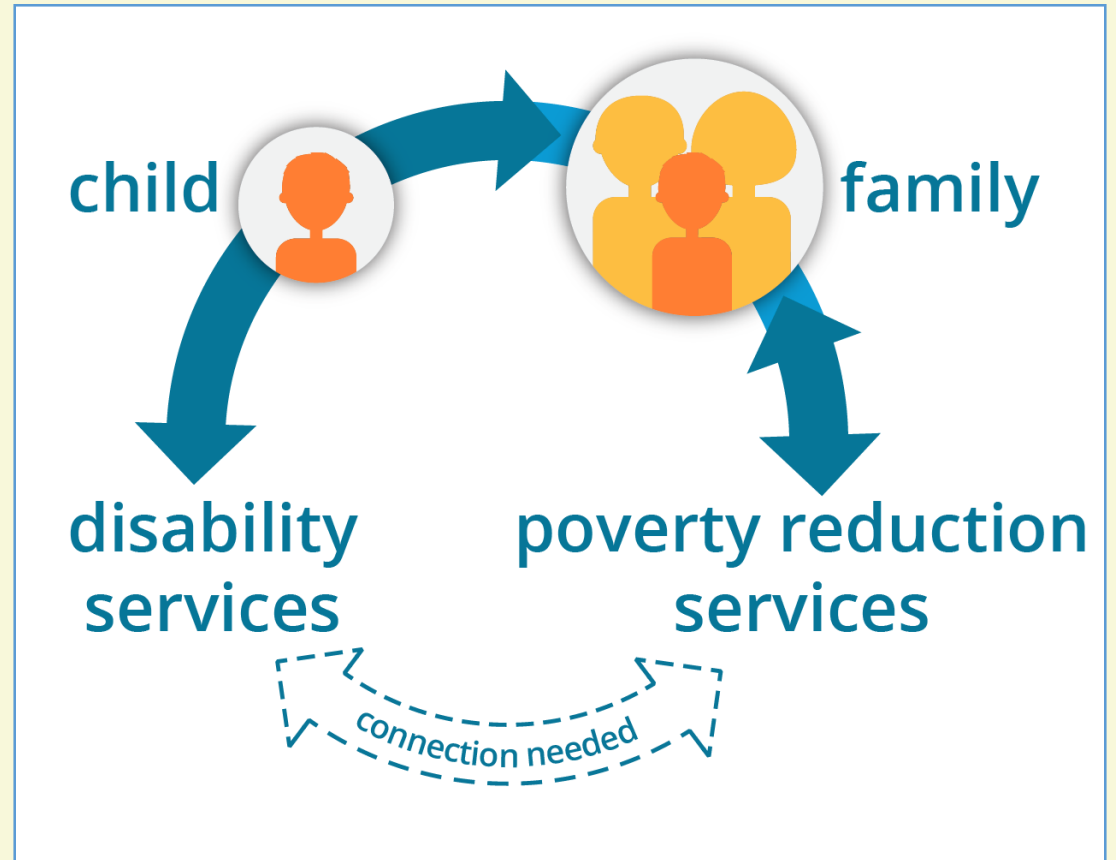 child
family
disability
services
poverty reduction
services
connection needed